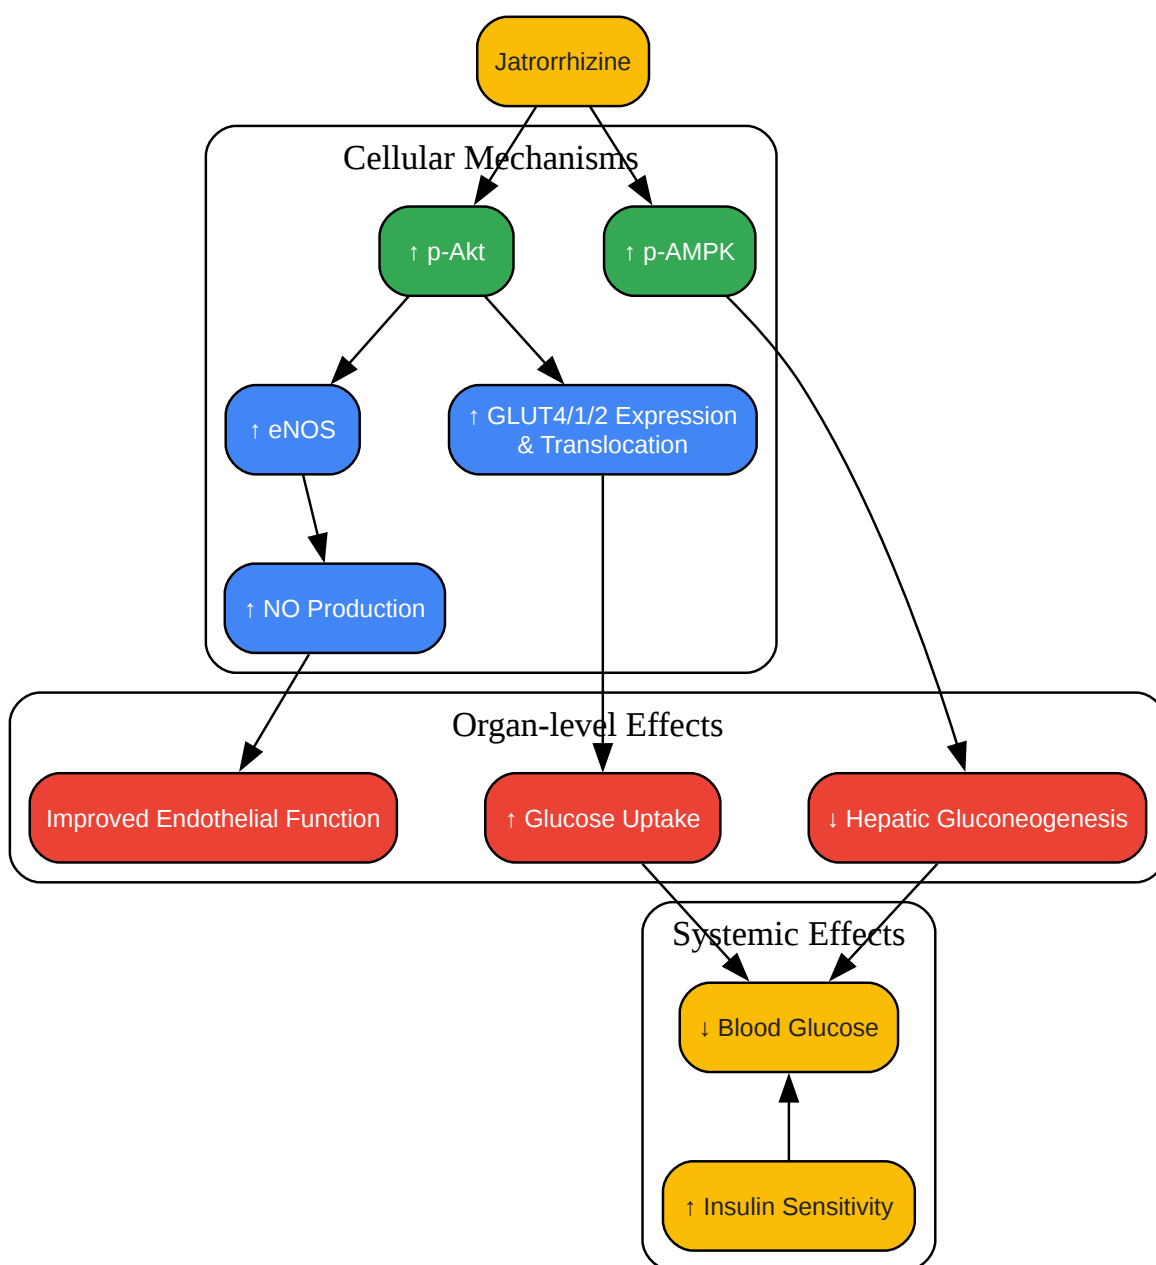 Jatrorrhizine
Cellular Mechanisms
↑ p-Akt
↑ p-AMPK
↑ eNOS
↑ GLUT4/1/2 Expression
& Translocation
↑ NO Production
Organ-level Effects
Improved Endothelial Function
↑ Glucose Uptake
↓ Hepatic Gluconeogenesis
Systemic Effects
↓ Blood Glucose
↑ Insulin Sensitivity